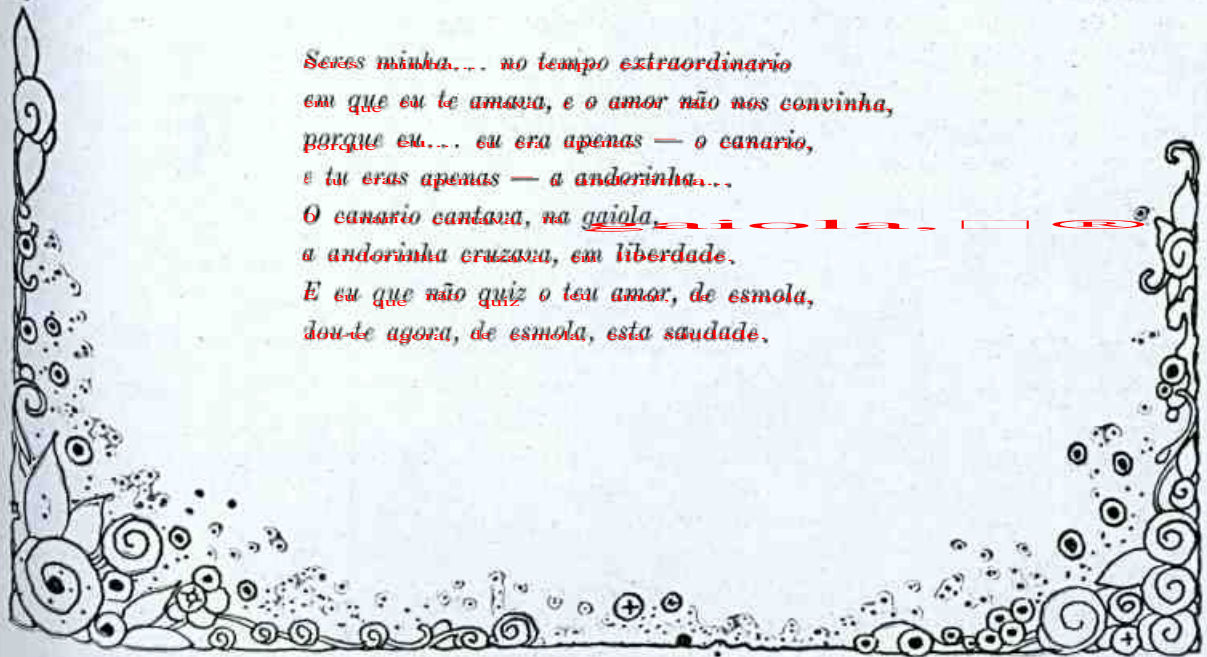 Seres minha.... no tempo extraordinario
em que eu te amava, e o amor não nos convinha,
porque eu.... eu era apenas — o canario,
e tu eras apenas — a andorinha....
O canario cantava, na gaiola,
a andorinha cruzava, em liberdade.
E eu que não quiz o teu amor, de esmola,
dou-te agora, de esmola, esta saudade.